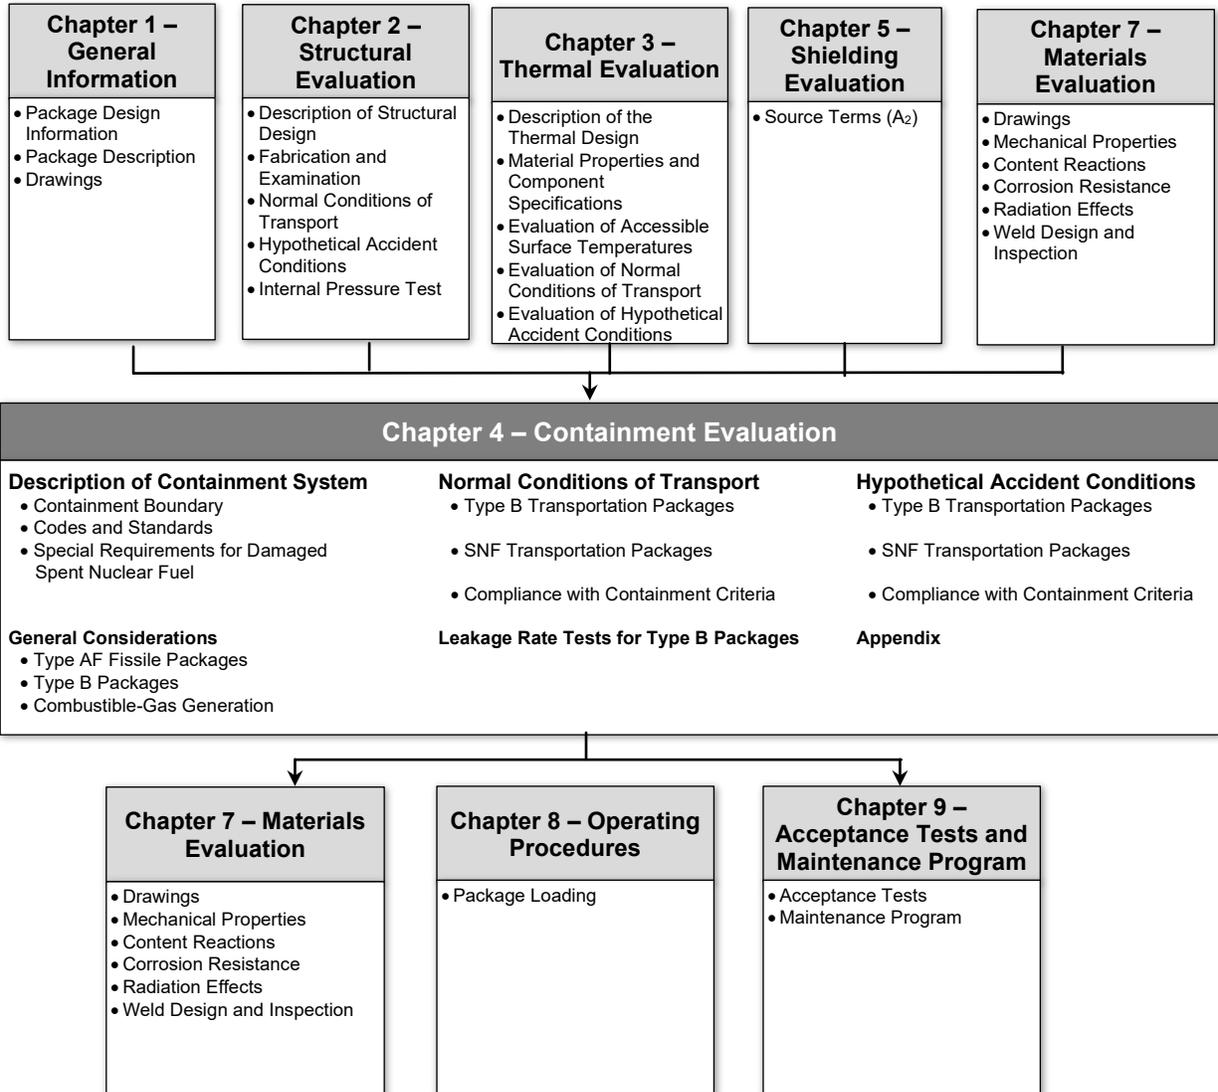 Chapter 1 –
General
Information
• Package Design
Information
• Package Description
• Drawings
Chapter 2 –
Structural
Evaluation
• Description of Structural
Design
• Fabrication and
Examination
• Normal Conditions of
Transport
• Hypothetical Accident
Conditions
• Internal Pressure Test
Chapter 3 –
Thermal Evaluation
• Description of the
Thermal Design
• Material Properties and
Component
Specifications
• Evaluation of Accessible
Surface Temperatures
• Evaluation of Normal
Conditions of Transport
• Evaluation of Hypothetical
Accident Conditions
Chapter 5 –
Shielding
Evaluation
• Source Terms (A₂)
Chapter 7 –
Materials
Evaluation
• Drawings
• Mechanical Properties
• Content Reactions
• Corrosion Resistance
• Radiation Effects
• Weld Design and
Inspection
Chapter 4 – Containment Evaluation
Description of Containment System
• Containment Boundary
• Codes and Standards
• Special Requirements for Damaged
Spent Nuclear Fuel
Normal Conditions of Transport
• Type B Transportation Packages
• SNF Transportation Packages
• Compliance with Containment Criteria
Hypothetical Accident Conditions
• Type B Transportation Packages
• SNF Transportation Packages
• Compliance with Containment Criteria
General Considerations
• Type AF Fissile Packages
• Type B Packages
• Combustible-Gas Generation
Leakage Rate Tests for Type B Packages
Appendix
Chapter 7 – Materials
Evaluation
• Drawings
• Mechanical Properties
• Content Reactions
• Corrosion Resistance
• Radiation Effects
• Weld Design and Inspection
Chapter 8 – Operating
Procedures
• Package Loading
Chapter 9 –
Acceptance Tests and
Maintenance Program
• Acceptance Tests
• Maintenance Program